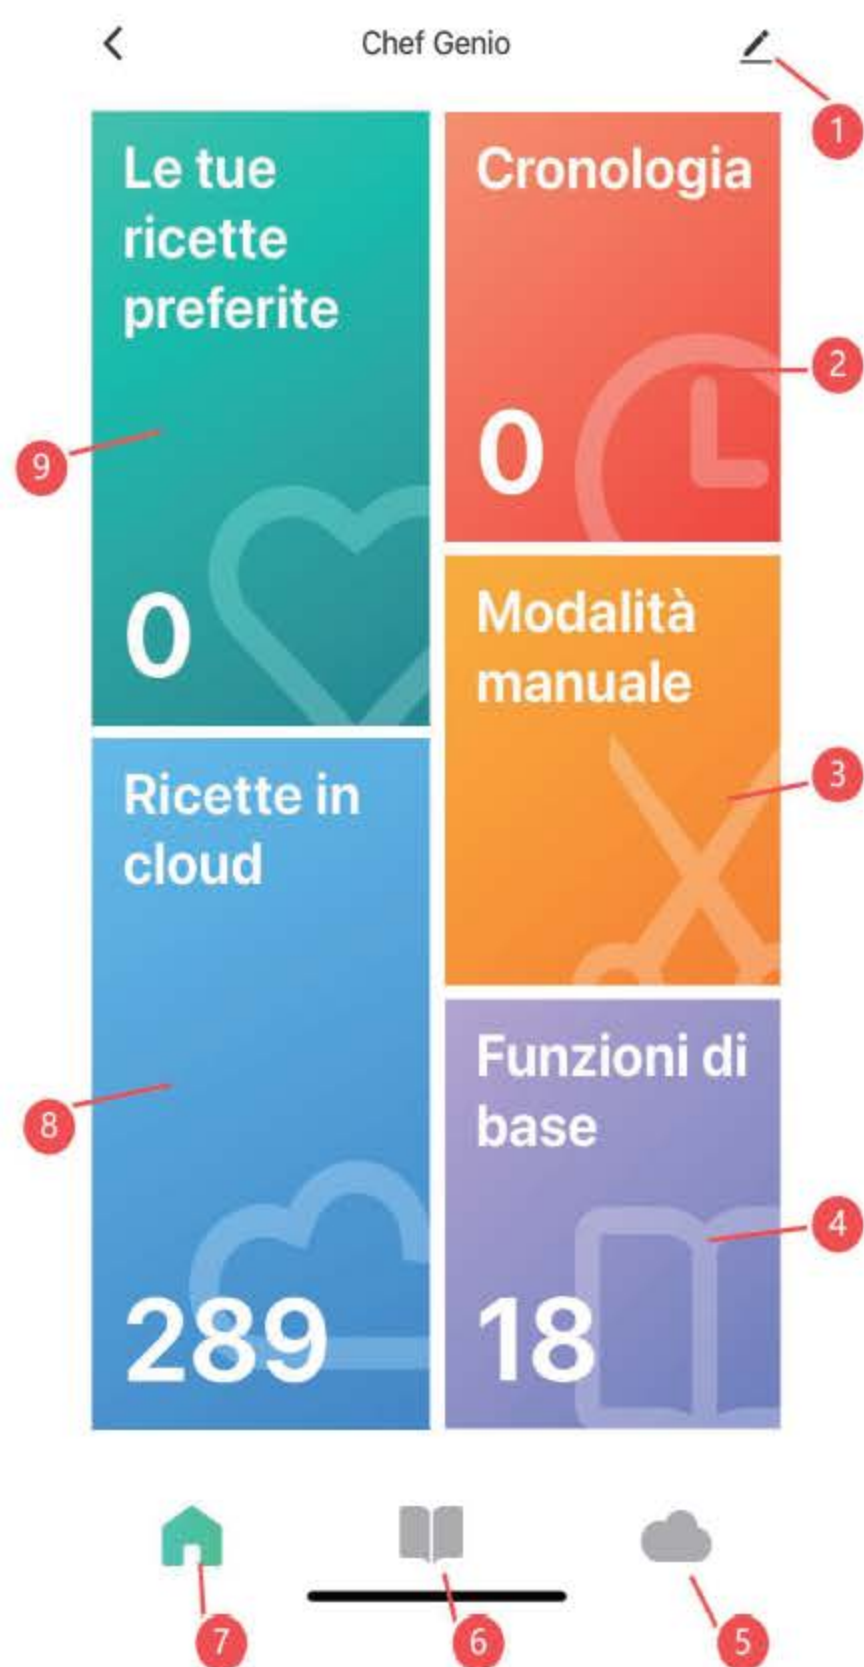 Chef Genio
1
Le tue
ricette
preferite
0
9
Cronologia
0
2
Modalità
manuale
3
Ricette in
cloud
289
8
Funzioni di
base
18
4
7
6
5